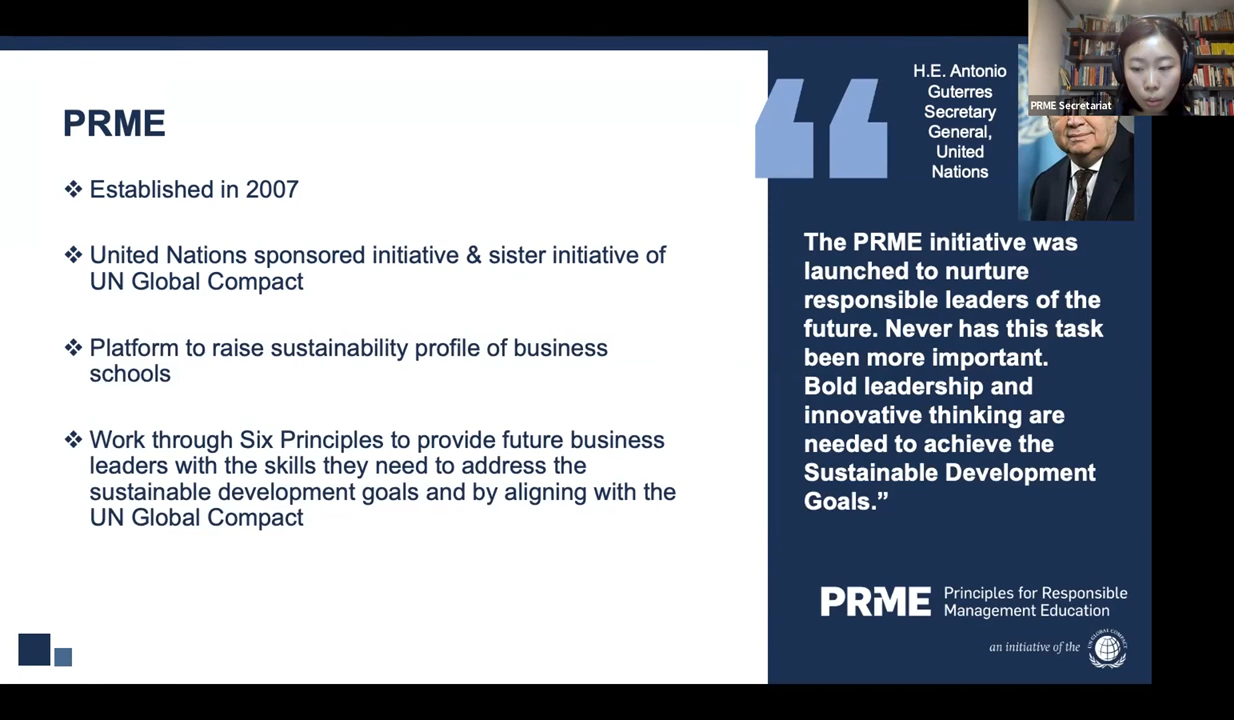 PRME
❖ Established in 2007
❖ United Nations sponsored initiative & sister initiative of
UN Global Compact
❖ Platform to raise sustainability profile of business
schools
❖ Work through Six Principles to provide future business
leaders with the skills they need to address the
sustainable development goals and by aligning with the
UN Global Compact
“
H.E. Antonio
Guterres
Secretary
General,
United
Nations
PRME Secretariat
The PRME initiative was
launched to nurture
responsible leaders of the
future. Never has this task
been more important.
Bold leadership and
innovative thinking are
needed to achieve the
Sustainable Development
Goals.”
PRME
Principles for Responsible
Management Education
an initiative of the